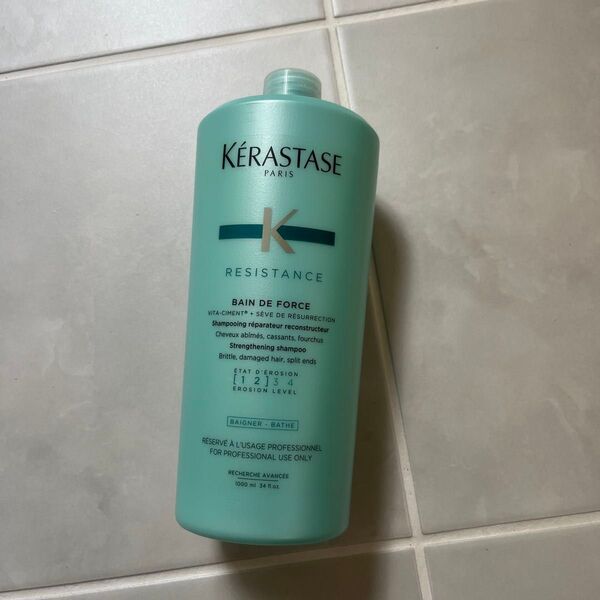 KÉRASTASE
PARIS
K
RESISTANCE
BAIN DE FORCE
VITA-CIMENT® + SÈVE DE RÉSURRECTION
Shampooing réparateur reconstructeur
Cheveux abîmés, cassants, fourchus
Strengthening shampoo
Brittle, damaged hair, split ends
ÉTAT D'ÉROSION
[1 2] 3 4
EROSION LEVEL
BAIGNER - BATHE
RÉSERVÉ À L'USAGE PROFESSIONNEL
FOR PROFESSIONAL USE ONLY
RECHERCHE AVANCÉE
1000 ml 34 fl.oz.